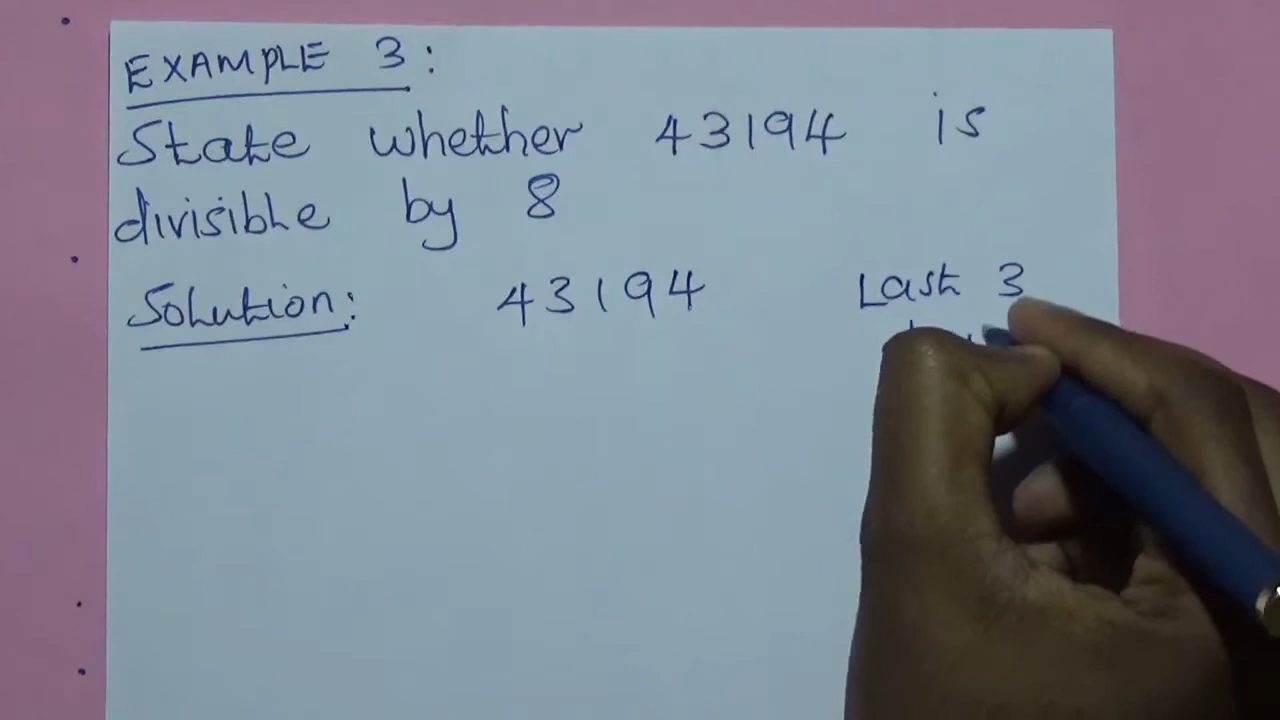 EXAMPLE 3:
State whether 43194 is
divisible by 8
Solution: 43194 Last 3